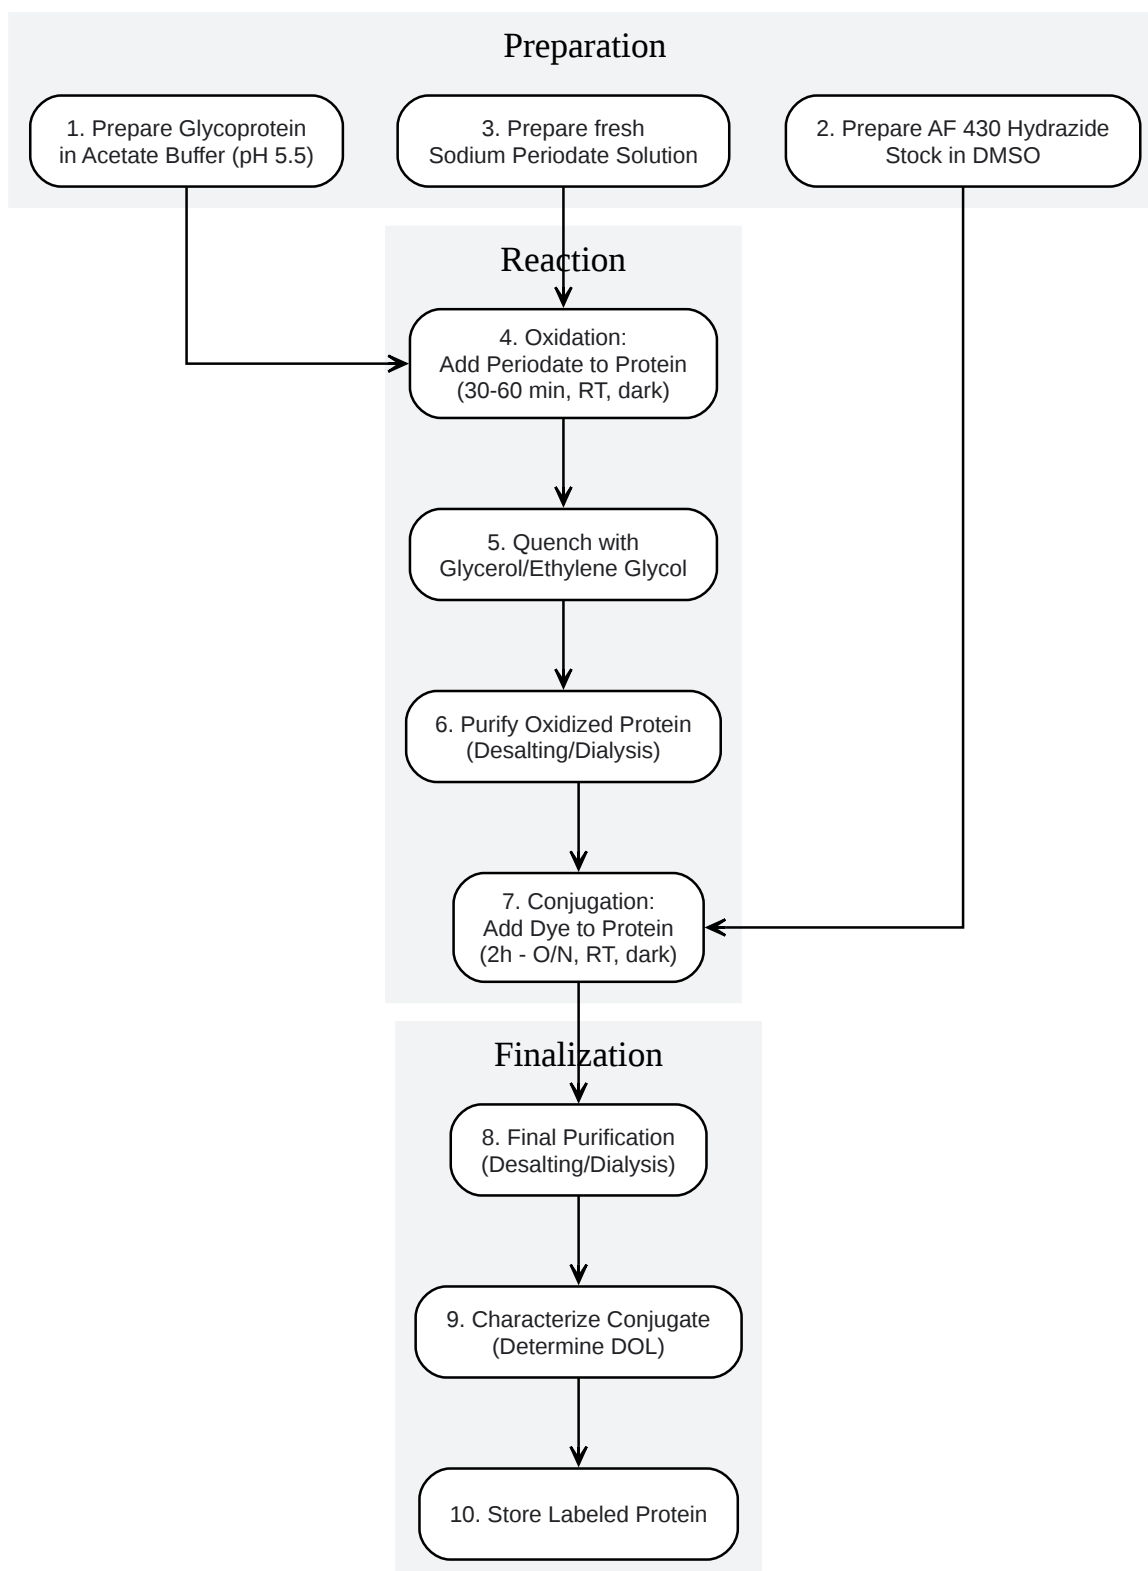 Preparation
1. Prepare Glycoprotein
in Acetate Buffer (pH 5.5)
3. Prepare fresh
Sodium Periodate Solution
2. Prepare AF 430 Hydrazide
Stock in DMSO
Reaction
4. Oxidation:
Add Periodate to Protein
(30-60 min, RT, dark)
5. Quench with
Glycerol/Ethylene Glycol
6. Purify Oxidized Protein
(Desalting/Dialysis)
7. Conjugation:
Add Dye to Protein
(2h - O/N, RT, dark)
Finalization
8. Final Purification
(Desalting/Dialysis)
9. Characterize Conjugate
(Determine DOL)
10. Store Labeled Protein